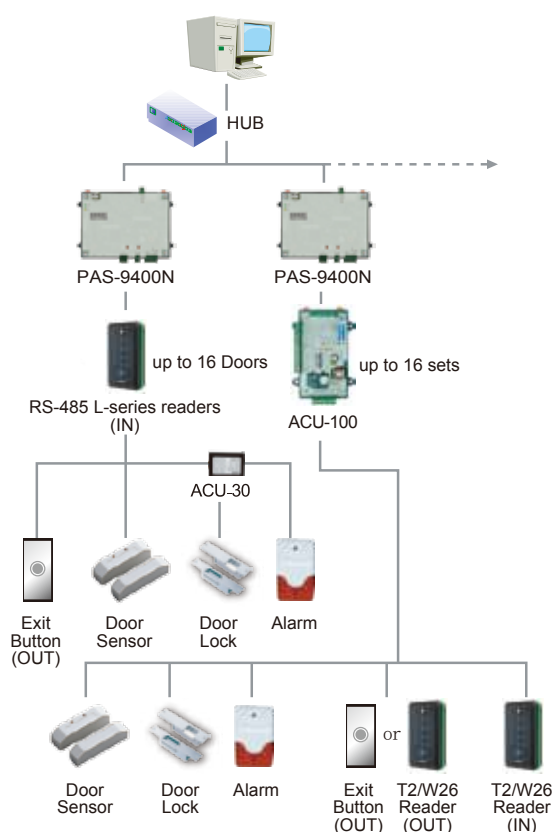 HUB
PAS-9400N
PAS-9400N
up to 16 Doors
up to 16 sets
RS-485 L-series readers
(IN)
ACU-100
ACU-30
Exit
Button
(OUT)
Door
Sensor
Door
Lock
Alarm
or
Door
Sensor
Door
Lock
Alarm
Exit
Button
(OUT)
T2/W26
Reader
(OUT)
T2/W26
Reader
(IN)